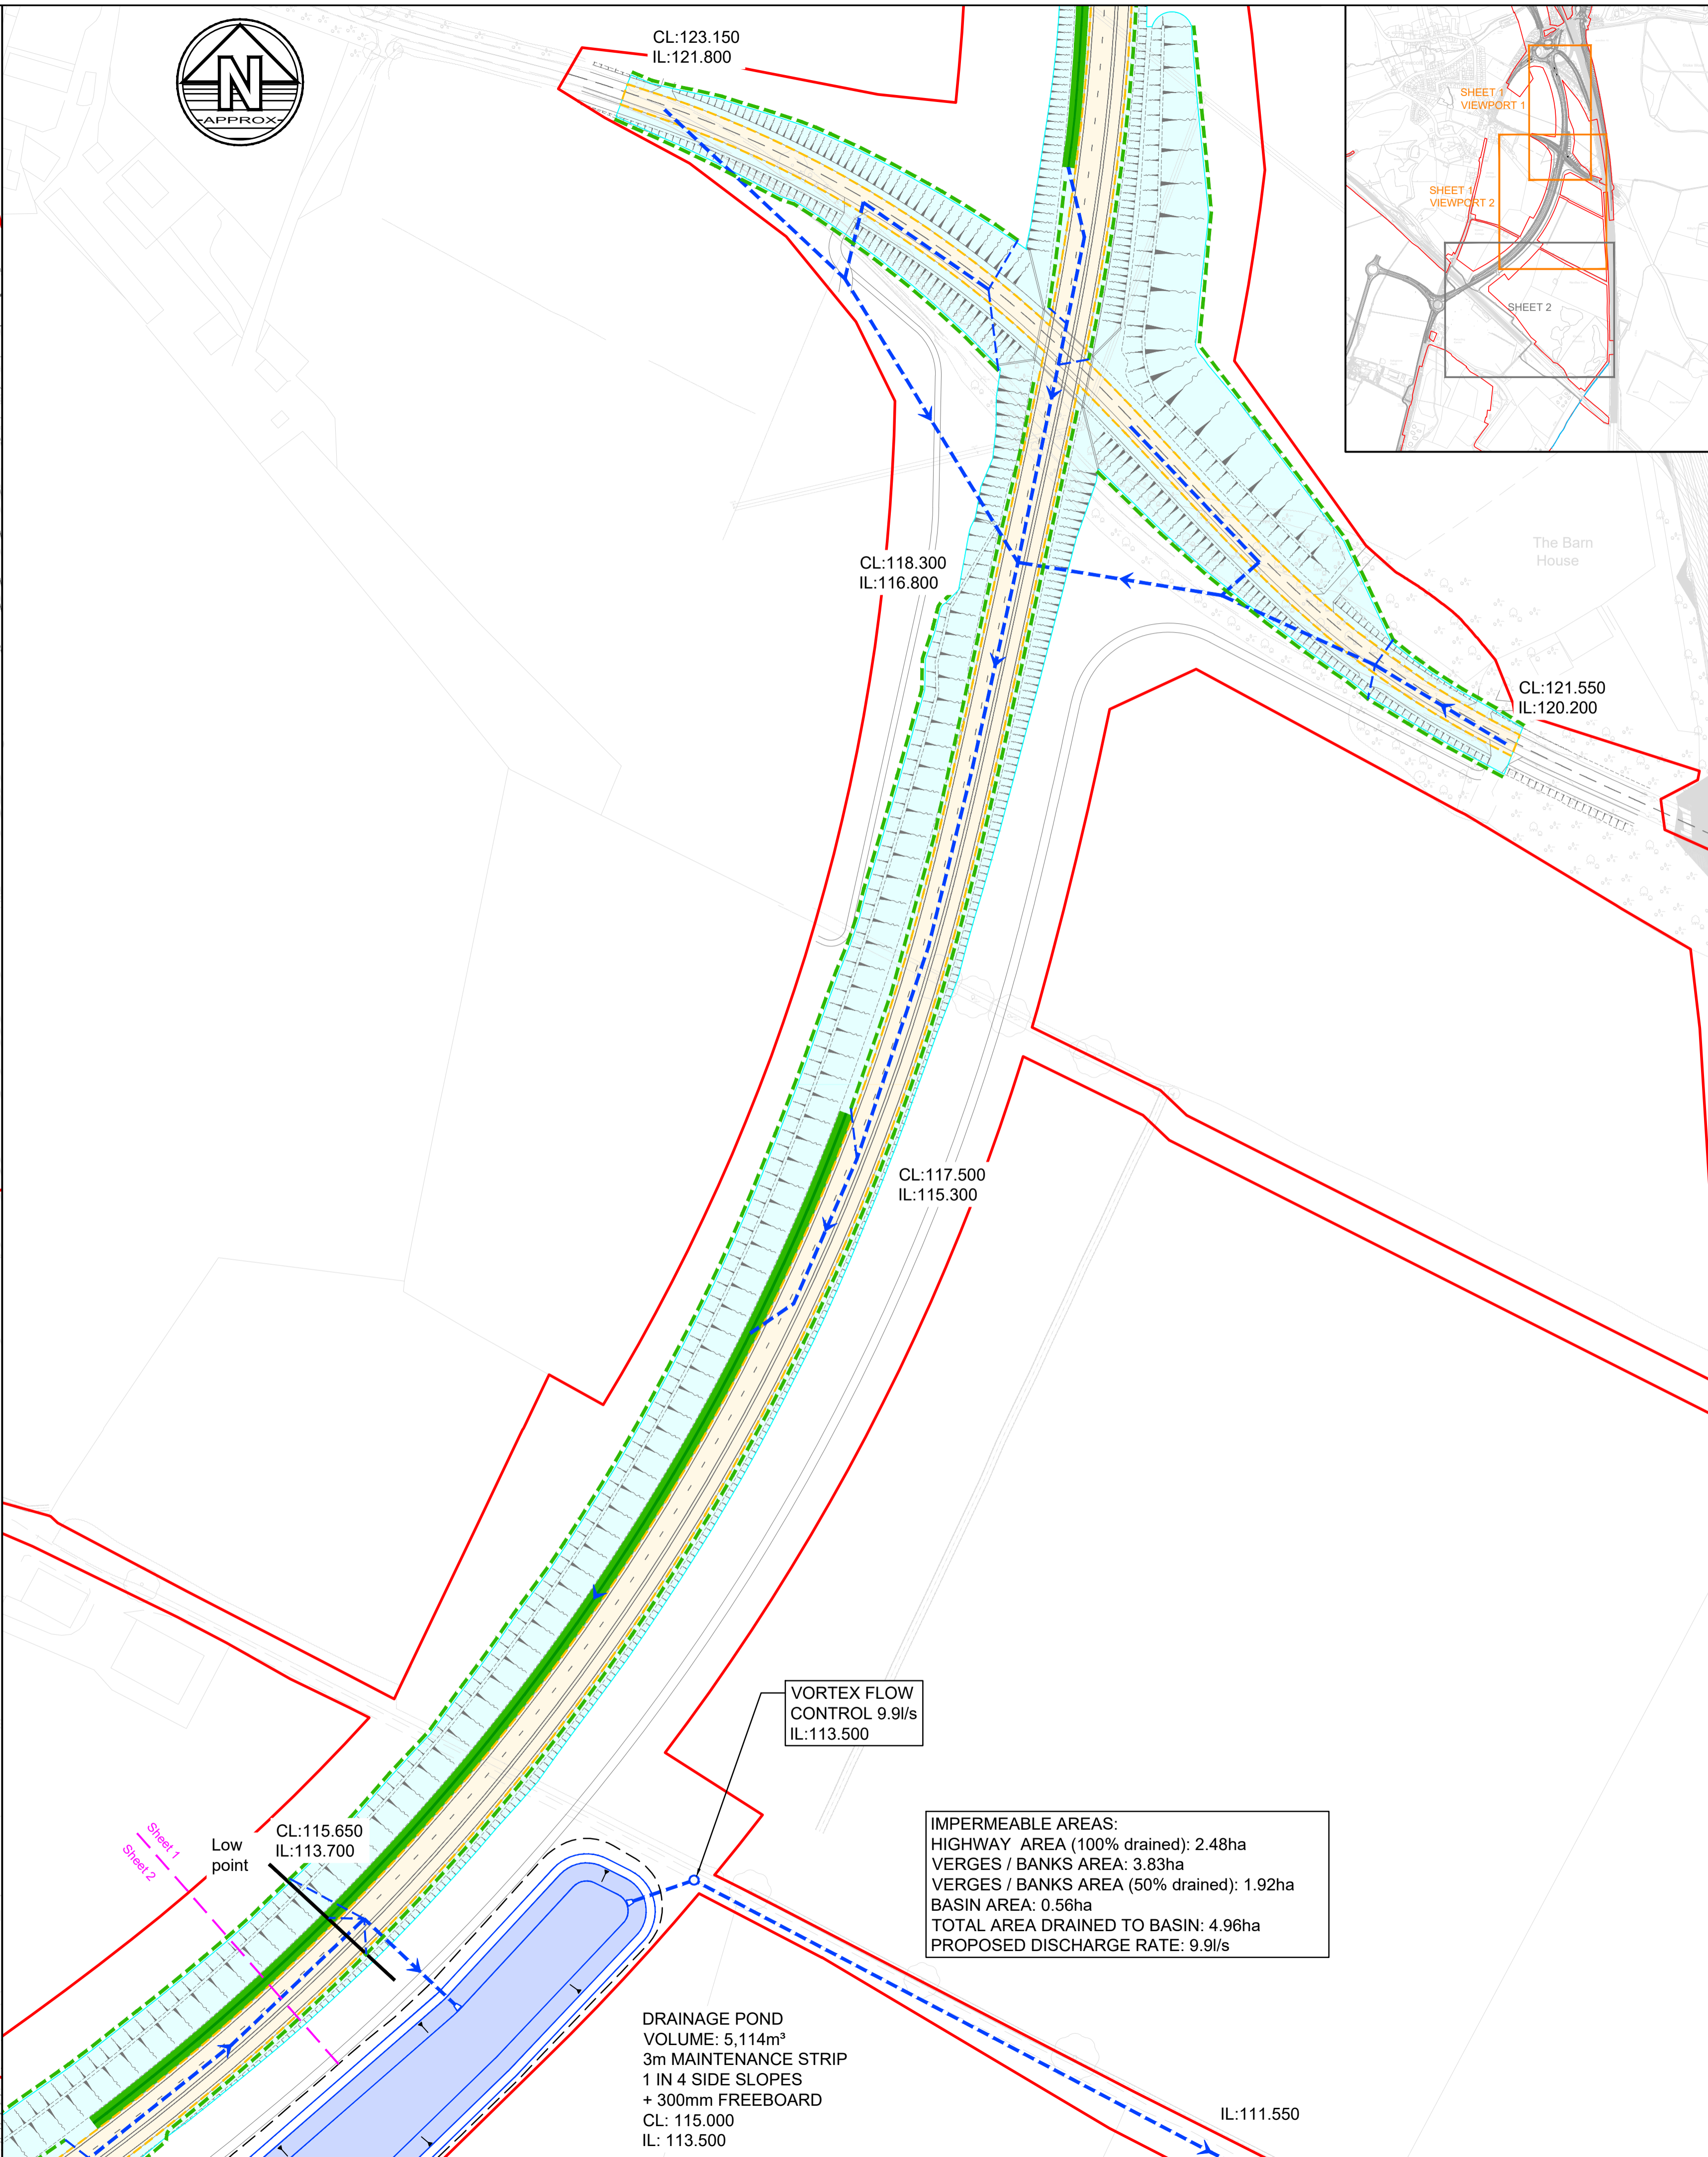 CL:123.150
IL:121.800
N
APPROX
SHEET 1
VIEWPORT 1
SHEET 1
VIEWPORT 2
SHEET 2
The Barn
House
CL:118.300
IL:116.800
CL:121.550
IL:120.200
CL:117.500
IL:115.300
VORTEX FLOW
CONTROL 9.9l/s
IL:113.500
Sheet 1
Sheet 2
Low
point
CL:115.650
IL:113.700
IMPERMEABLE AREAS:
HIGHWAY AREA (100% drained): 2.48ha
VERGES / BANKS AREA: 3.83ha
VERGES / BANKS AREA (50% drained): 1.92ha
BASIN AREA: 0.56ha
TOTAL AREA DRAINED TO BASIN: 4.96ha
PROPOSED DISCHARGE RATE: 9.9l/s
DRAINAGE POND
VOLUME: 5,114m³
3m MAINTENANCE STRIP
1 IN 4 SIDE SLOPES
+ 300mm FREEBOARD
CL: 115.000
IL: 113.500
IL:111.550